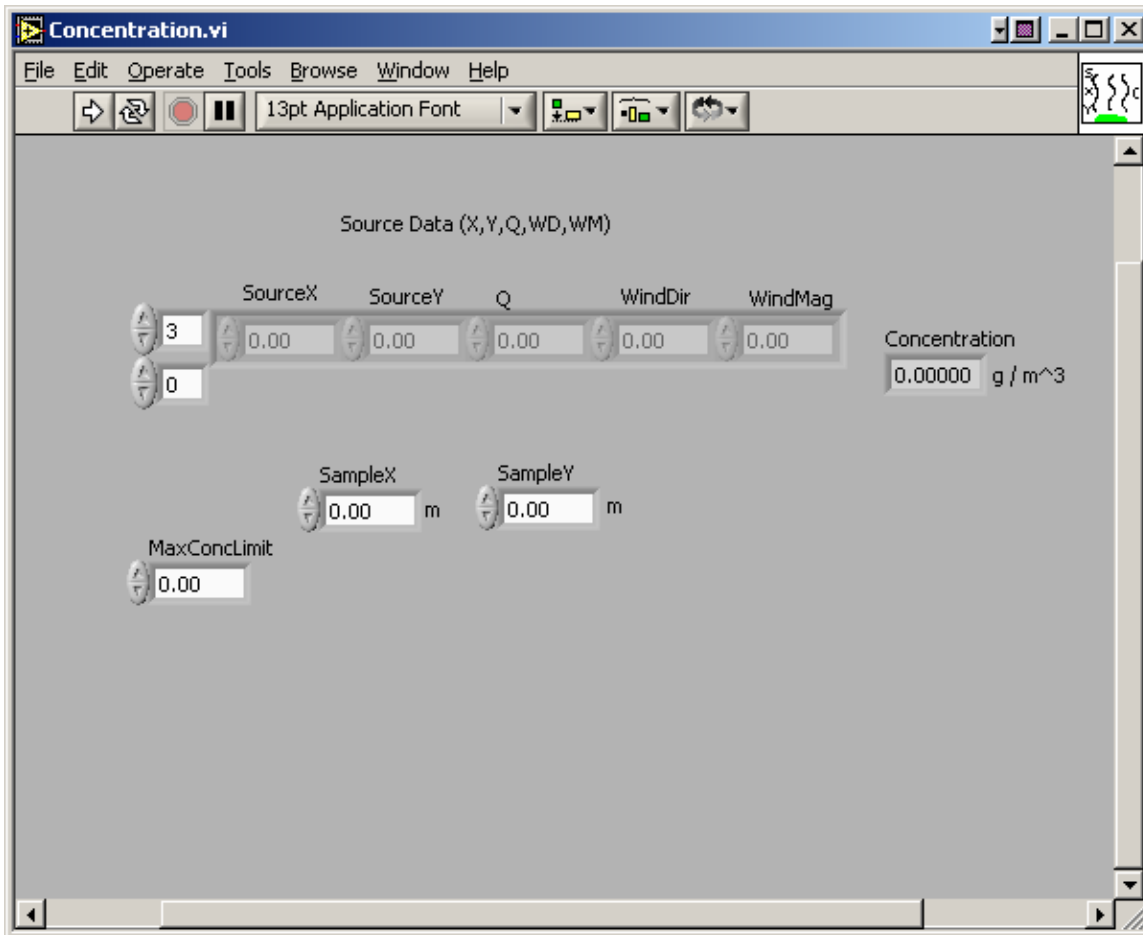 Concentration.vi
File Edit Operate Tools Browse Window Help
13pt Application Font
S
X
Y
C
Source Data (X,Y,Q,WD,WM)
SourceX SourceY Q WindDir WindMag
3 0.00 0.00 0.00 0.00 0.00
Concentration
0
0.00000 g / m^3
SampleX SampleY
0.00 m 0.00 m
MaxConcLimit
0.00